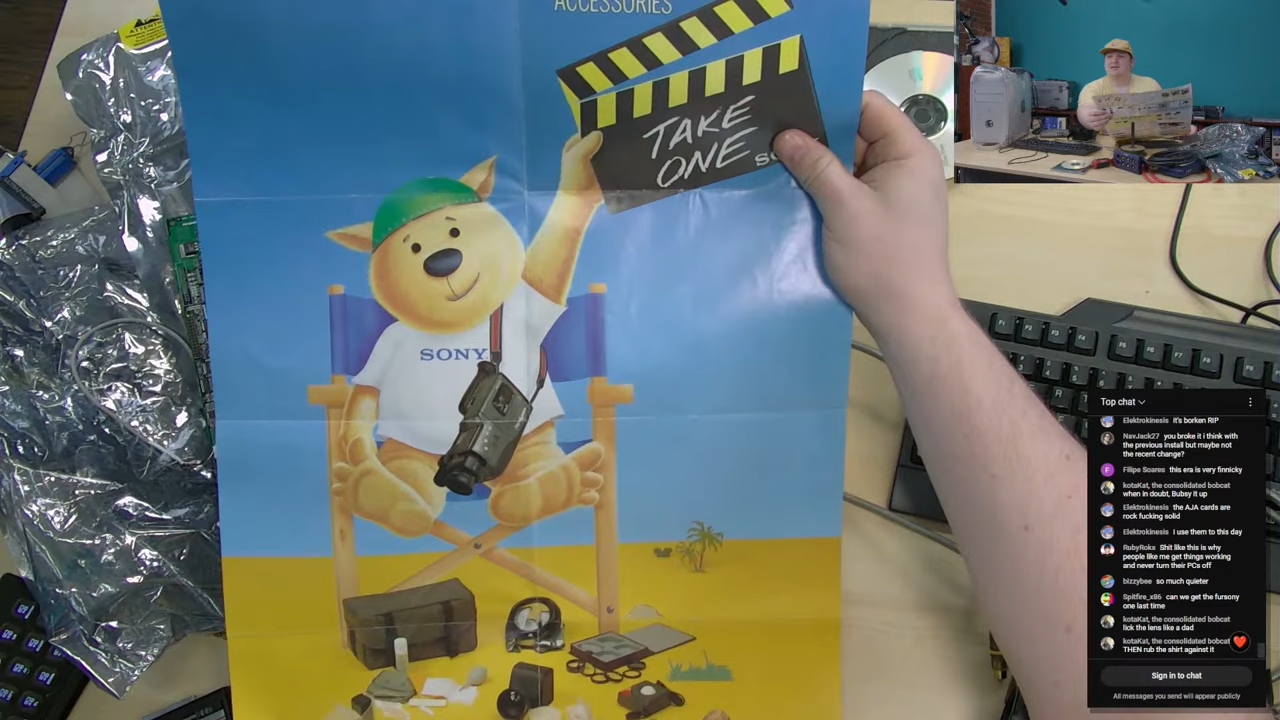 ACCESSORIES
TAKE
ONE
SONY
Top chat
Elektrokinesis It's borken RIP
NavJack27 you broke it i think with
the previous install but maybe not
the recent change?
Filipe Soares this era is very finnicky
kotaKat, the consolidated bobcat
when in doubt, Bubsy it up
Elektrokinesis the AJA cards are
rock fucking solid
Elektrokinesis I use them to this day
RubyRoks Shit like this is why
people like me get things working
and never turn their PCs off
bizzybee so much quieter
Spitfire_x86 can we get the fursony
one last time
kotaKat, the consolidated bobcat
lick the lens like a dad
kotaKat, the consolidated bobcat
THEN rub the shirt against it
Sign in to chat
All messages you send will appear publicly